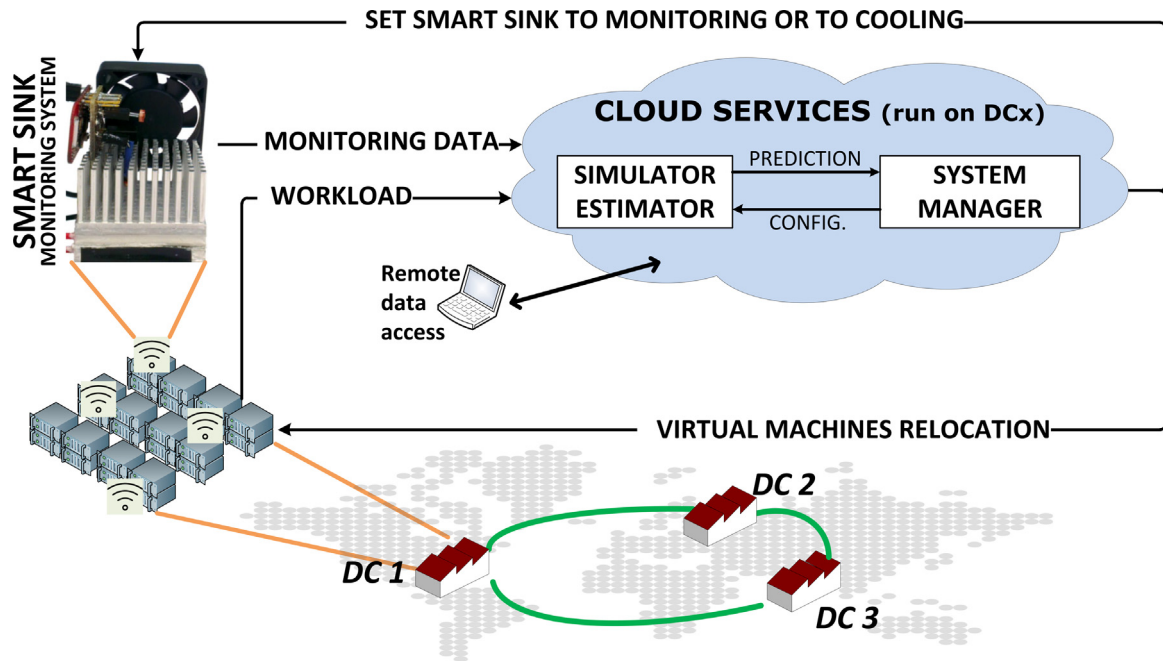 SET SMART SINK TO MONITORING OR TO COOLING
SMART SINK
MONITORING SYSTEM
CLOUD SERVICES (run on DCx)
MONITORING DATA
WORKLOAD
SIMULATOR
ESTIMATOR
PREDICTION
CONFIG.
SYSTEM
MANAGER
Remote
data
access
VIRTUAL MACHINES RELOCATION
DC 1
DC 2
DC 3